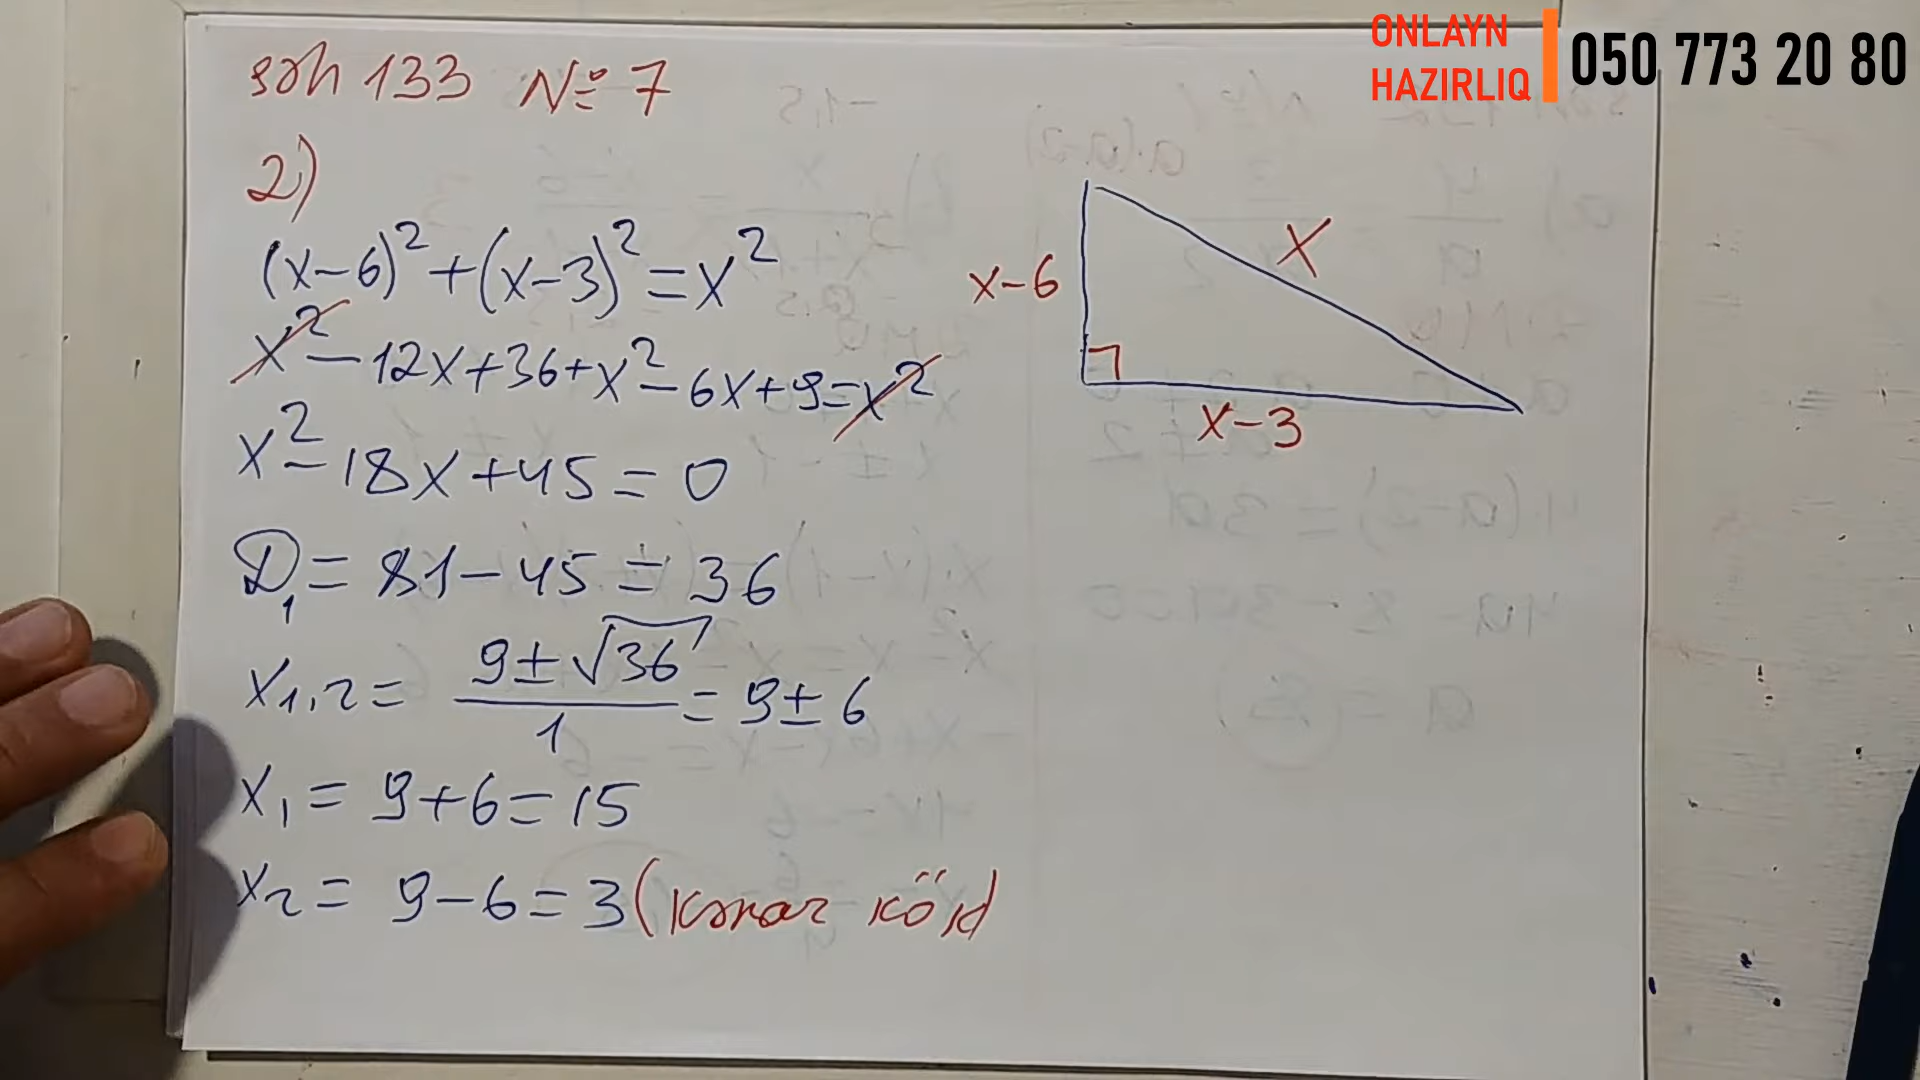 ONLAYN
HAZIRLIQ
050 773 20 80
səh 133 № 7
2)
(x-6)²+(x-3)²=x²
x²-12x+36+x²-6x+9=x²
x²-18x+45=0
D₁=81-45=36
x₁,₂=(9±√36)/1=9±6
x₁=9+6=15
x₂=9-6=3(kənar kök)
x-6
x
x-3